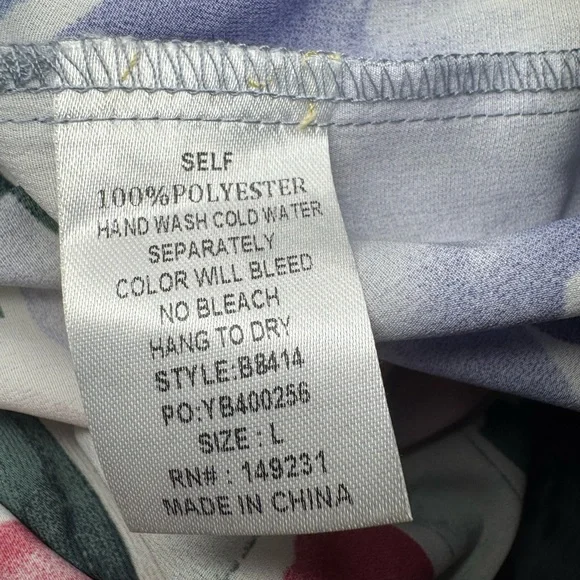 SELF
100%POLYESTER
HAND WASH COLD WATER
SEPARATELY
COLOR WILL BLEED
NO BLEACH
HANG TO DRY
STYLE:B8414
PO:YB400256
SIZE : L
RN# : 149231
MADE IN CHINA